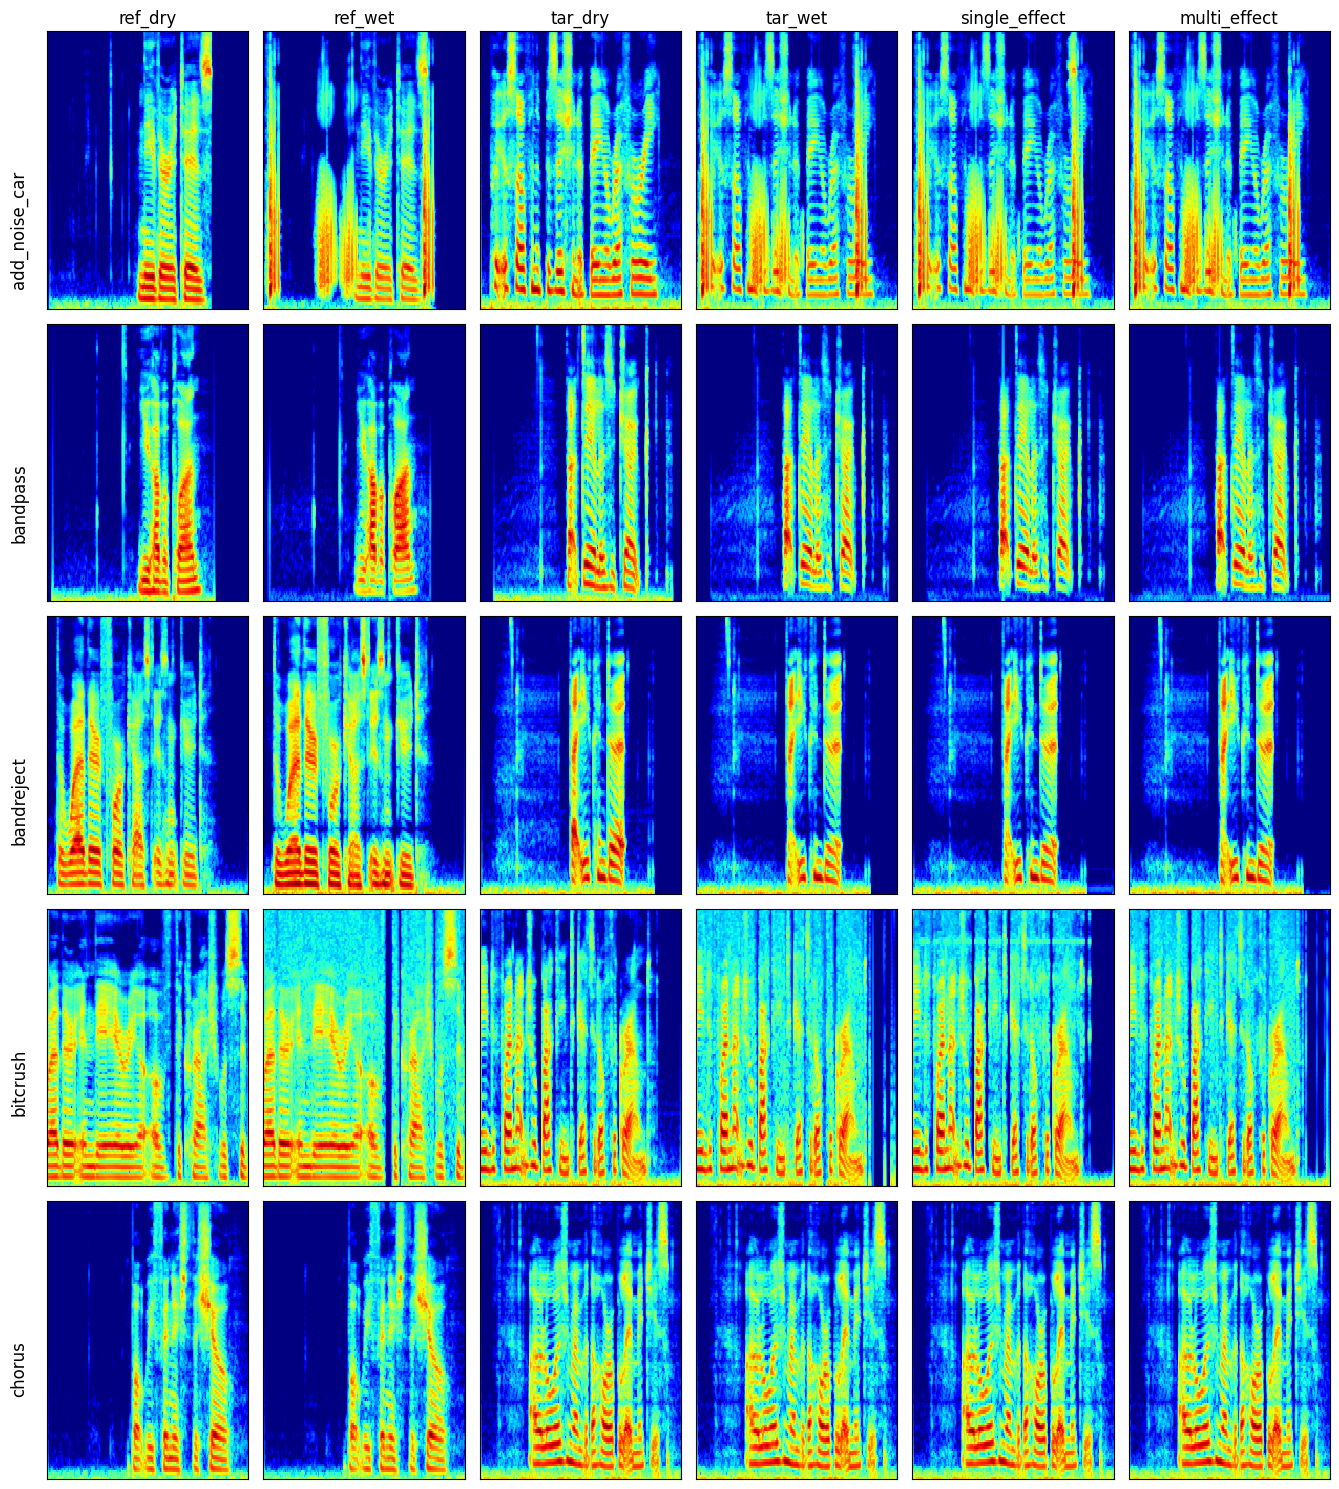 ref_dry ref_wet tar_dry tar_wet single_effect multi_effect
add_noise_car
bandpass
bandreject
bitcrush
chorus